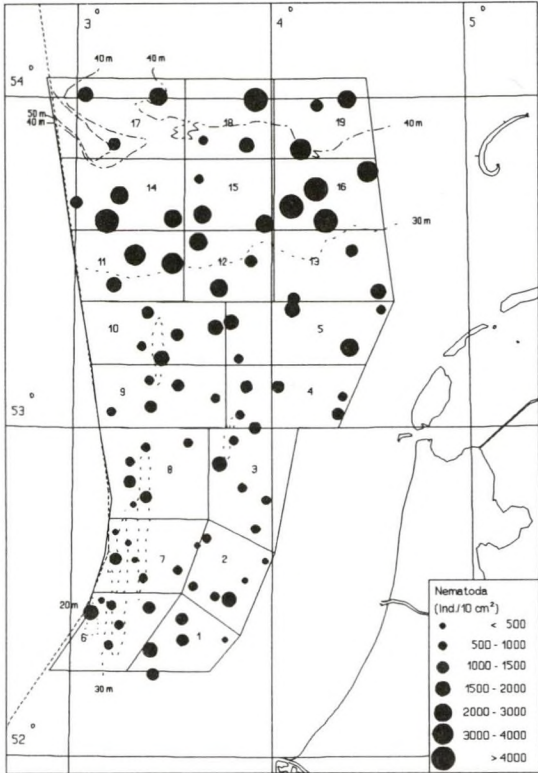 3° 4° 5°
54°
40 m 40 m
50 m
40 m
17 18 19
40 m
14 15 16
30 m
11 12 13
10 5
9 4
53°
8 3
7 2
20 m
6 1
30 m
52°
Nematoda
(Ind./10 cm²)
< 500
500 - 1000
1000 - 1500
1500 - 2000
2000 - 3000
3000 - 4000
> 4000